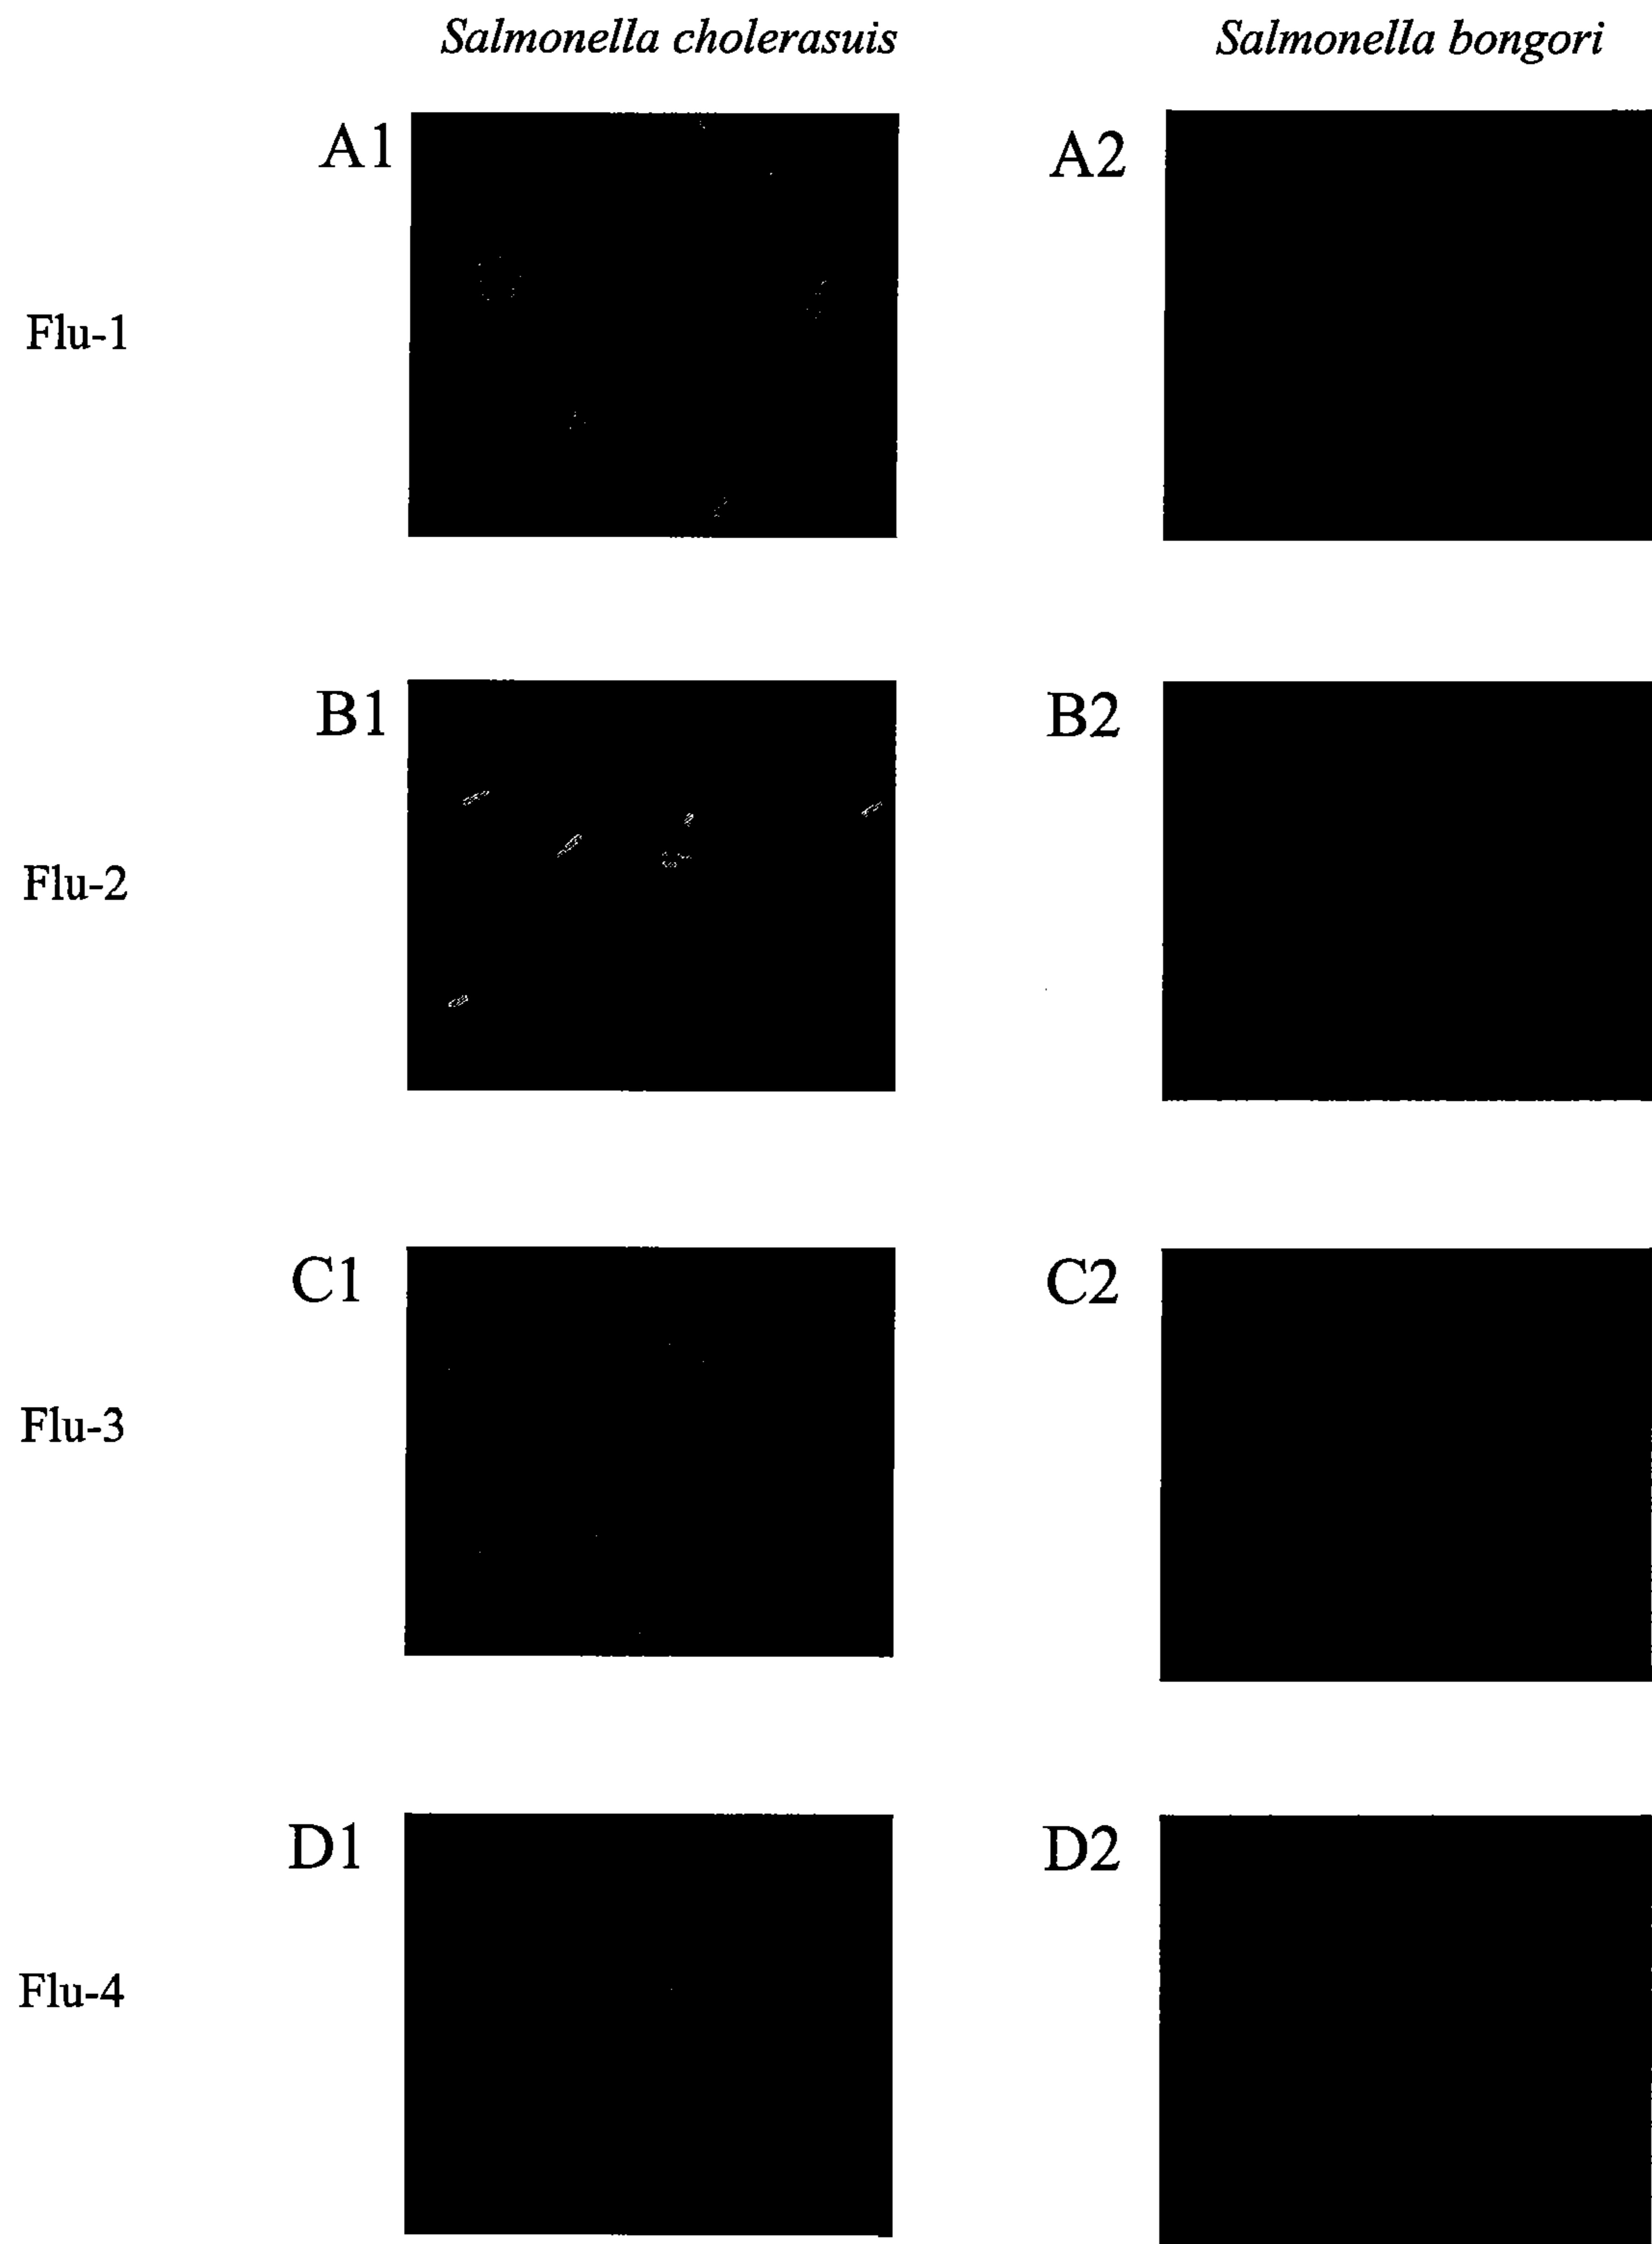 Salmonella cholerasuis Salmonella bongori
A1 A2
Flu-1
B1 B2
Flu-2
C1 C2
Flu-3
D1 D2
Flu-4